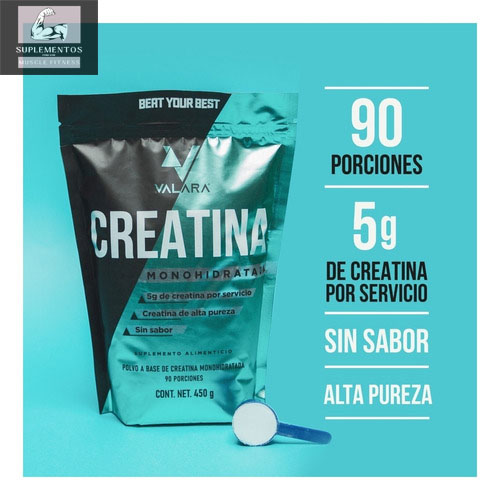 SUPLEMENTOS
MUSCLE FITNESS
BEAT YOUR BEST
VALARA
CREATINA
MONOHIDRATADA
5g de creatina por servicio
Creatina de alta pureza
Sin sabor
SUPLEMENTO ALIMENTICIO
POLVO A BASE DE CREATINA MONOHIDRATADA
90 PORCIONES
CONT. NET. 450 g
90
PORCIONES
5g
DE CREATINA
POR SERVICIO
SIN SABOR
ALTA PUREZA